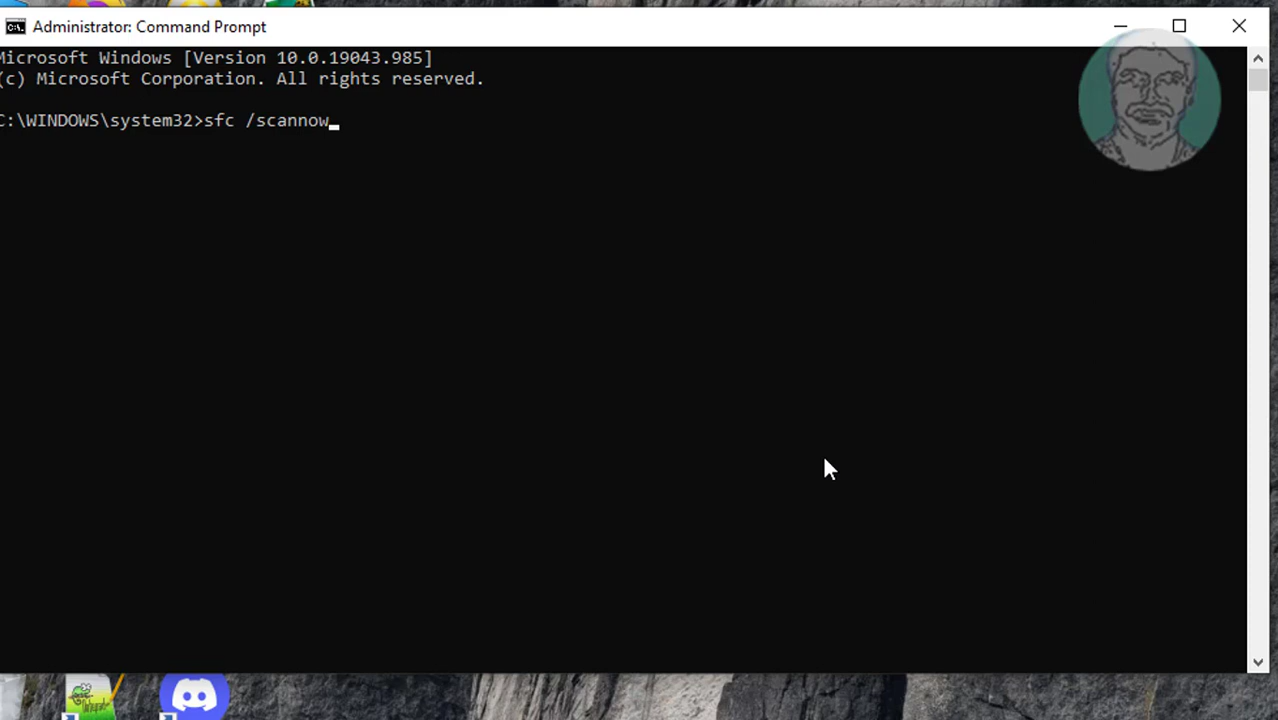 Administrator: Command Prompt
Microsoft Windows [Version 10.0.19043.985]
(c) Microsoft Corporation. All rights reserved.
C:\WINDOWS\system32>sfc /scannow